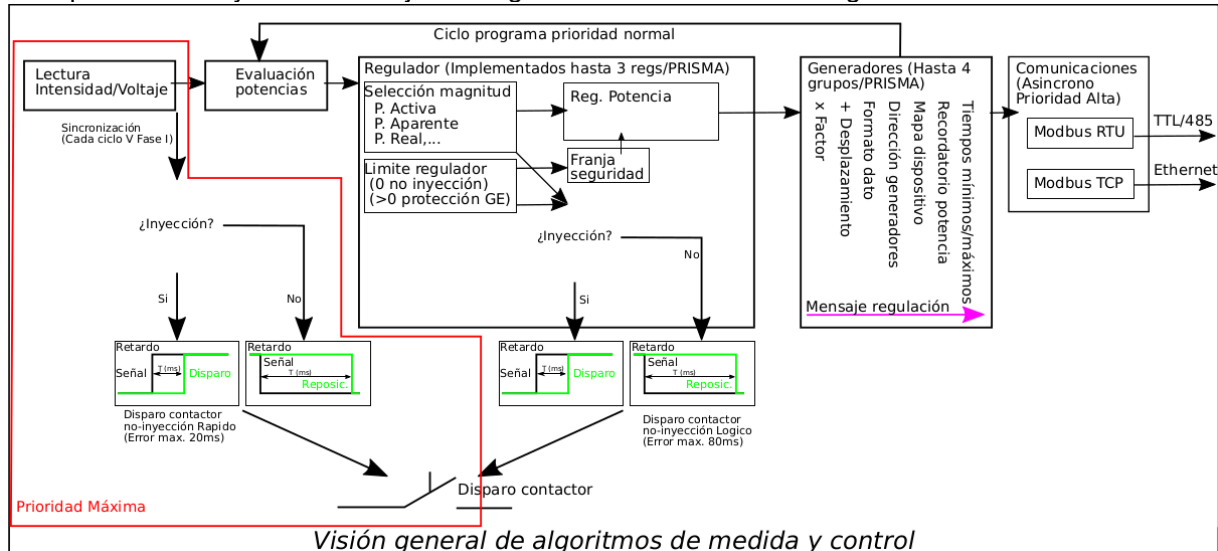 Ciclo programa prioridad normal
Lectura
Intensidad/Voltaje
Evaluación
potencias
Sincronización
(Cada ciclo V Fase I)
Regulador (Implementados hasta 3 regs/PRISMA)
Selección magnitud
P. Activa
P. Aparente
P. Real,...
Reg. Potencia
Limite regulador
(0 no inyección)
(>0 protección GE)
Franja
seguridad
Generadores (Hasta 4
grupos/PRISMA)
Tiempos mínimos/máximos
Recordatorio potencia
Mapa dispositivo
Dirección generadores
Formato dato
+ Desplazamiento
x Factor
Mensaje regulación
Comunicaciones
(Asincrono
Prioridad Alta)
Modbus RTU
Modbus TCP
TTL/485
Ethernet
¿Inyección?
Si
No
¿Inyección?
Si
No
Retardo
Señal
T (ms)
Disparo
Retardo
Señal
T (ms)
Reposic.
Retardo
Señal
T (ms)
Disparo
Retardo
Señal
T (ms)
Reposic.
Disparo contactor
no-inyección Rapido
(Error max. 20ms)
Disparo contactor
no-inyección Logico
(Error max. 80ms)
Disparo contactor
Prioridad Máxima
Visión general de algoritmos de medida y control